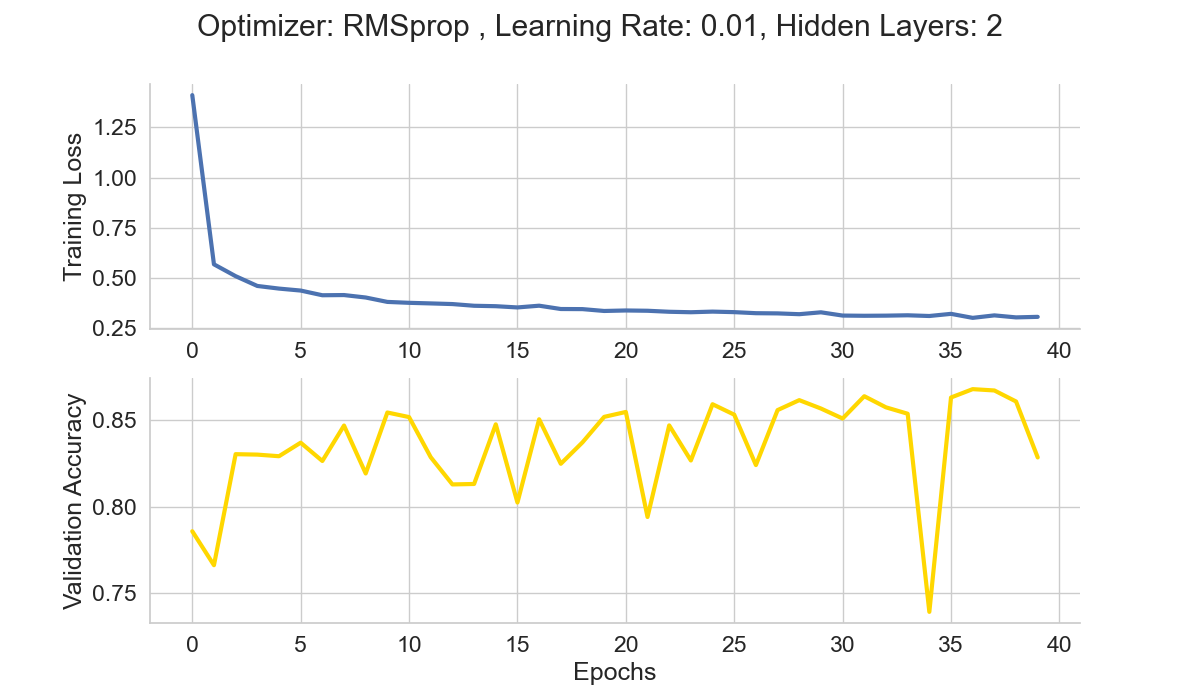 Optimizer: RMSprop , Learning Rate: 0.01, Hidden Layers: 2
Training Loss
1.25
1.00
0.75
0.50
0.25
0 5 10 15 20 25 30 35 40
Validation Accuracy
0.85
0.80
0.75
0 5 10 15 20 25 30 35 40
Epochs